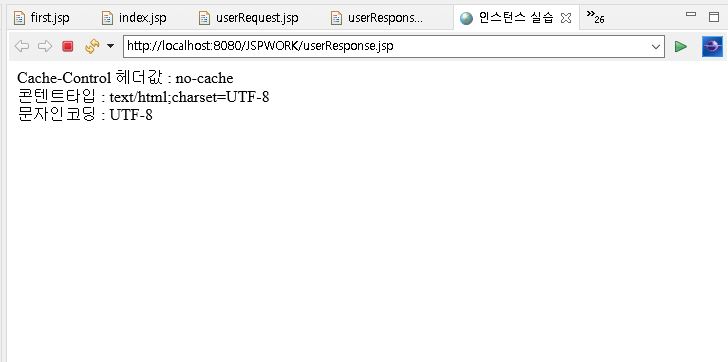 first.jsp index.jsp userRequest.jsp userRespons... 인스턴스 실습 »26
http://localhost:8080/JSPWORK/userResponse.jsp
Cache-Control 헤더값 : no-cache
콘텐트타입 : text/html;charset=UTF-8
문자인코딩 : UTF-8